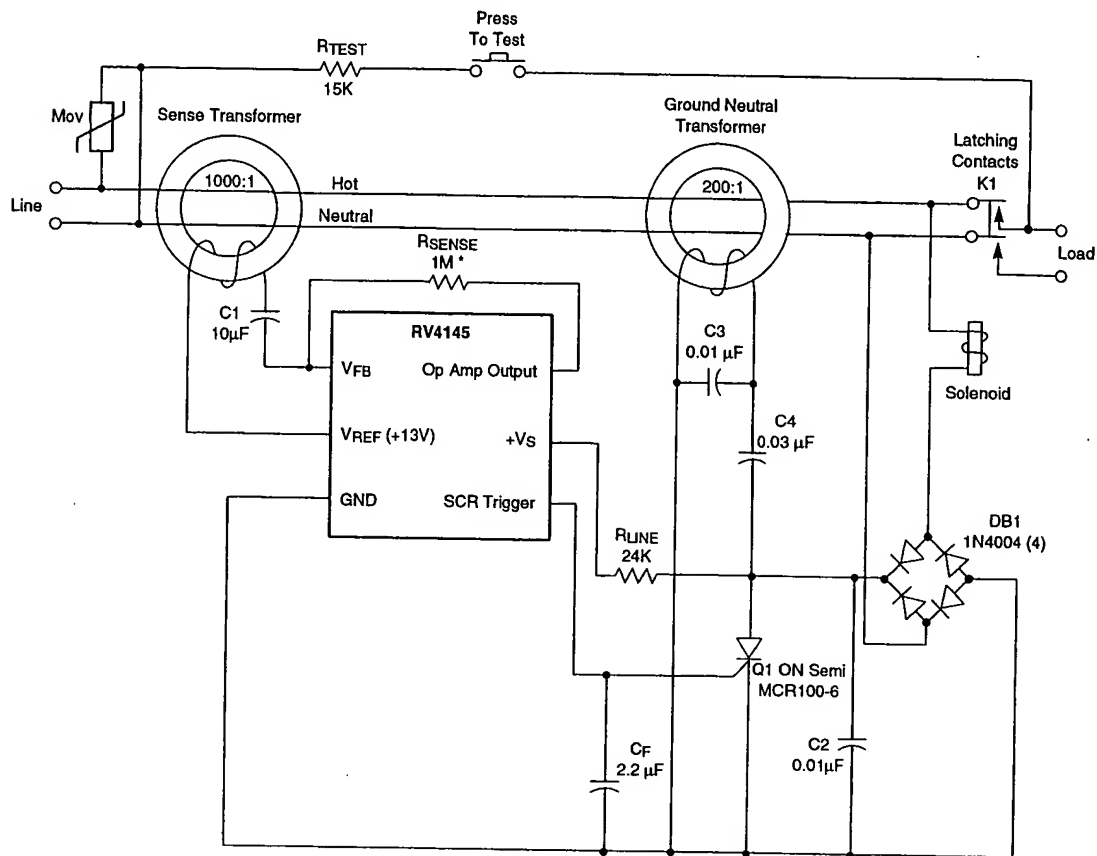 Press
To Test
RTEST
15K
Mov
Sense Transformer
Ground Neutral
Transformer
Latching
Contacts
K1
1000:1
Hot
200:1
Line
Neutral
Load
RSENSE
1M *
C1
10µF
RV4145
C3
0.01 µF
VFB
Op Amp Output
Solenoid
C4
0.03 µF
VREF (+13V)
+VS
GND
SCR Trigger
DB1
1N4004 (4)
RLINE
24K
Q1 ON Semi
MCR100-6
C2
0.01µF
CF
2.2 µF